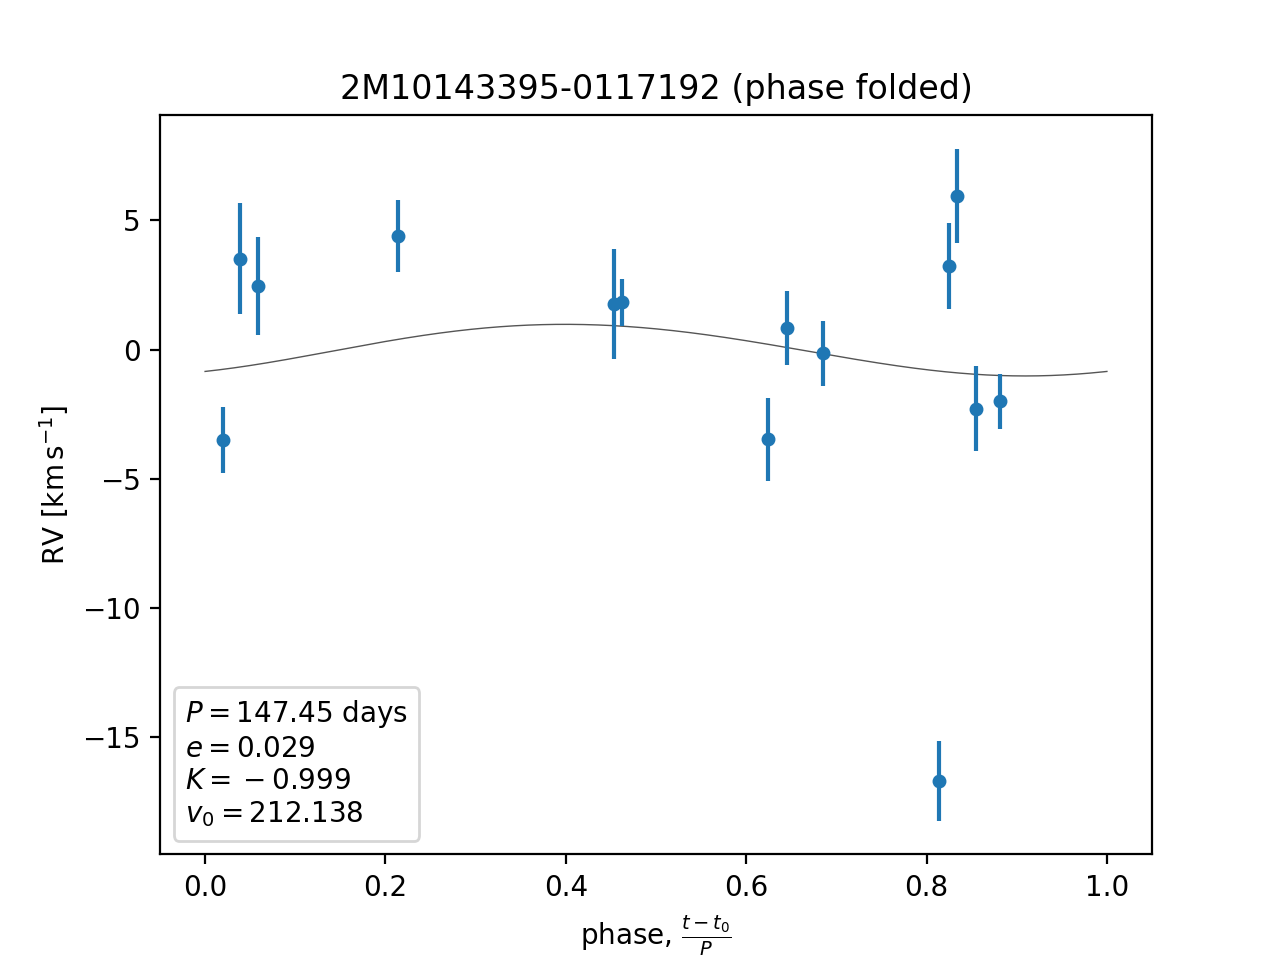 2M10143395-0117192 (phase folded)
RV [km s⁻¹]
5
0
−5
−10
−15
P = 147.45 days
e = 0.029
K = −0.999
v₀ = 212.138
0.0 0.2 0.4 0.6 0.8 1.0
phase, (t − t₀)/P